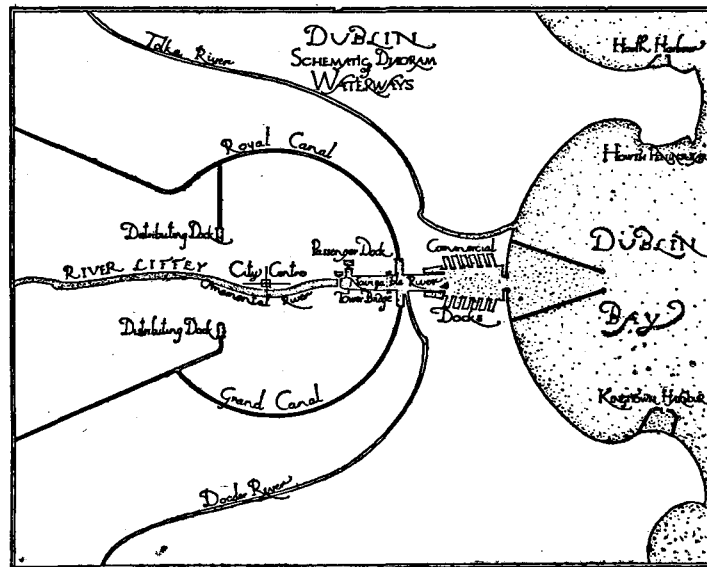 DUBLIN
SCHEMATIC DIAGRAM
of
WATERWAYS
Tolka River
Howth Harbour
Royal Canal
Howth
Distributing Dock
Passenger Dock
Commercial
DUBLIN
RIVER LIFFEY
City Centre
Navigable River
Ornamental River
Tower Bridge
Docks
BAY
Distributing Dock
Grand Canal
Kingstown Harbour
Dodder River